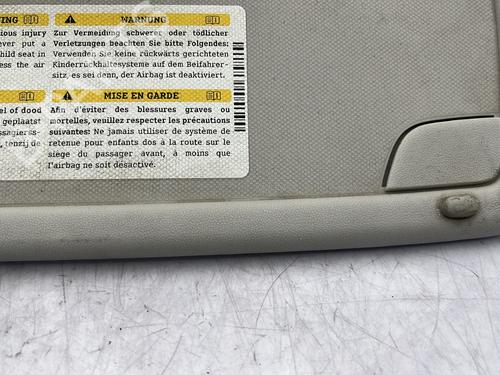 ING
ious injury
ever put a
hild seat in
ess the air
WARNUNG
Zur Vermeidung schwerer oder tödlicher
Verletzungen beachten Sie bitte Folgendes:
Verwenden Sie keine rückwärts gerichteten
Kinderrückhaltesysteme auf dem Beifahrer-
sitz, es sei denn, der Airbag ist deaktiviert.
el of dood
geplaatst
ssagierss-
, tenzij de
MISE EN GARDE
Afin d'éviter des blessures graves ou
mortelles, veuillez respecter les précautions
suivantes: Ne jamais utiliser de système de
retenue pour enfants dos à la route sur le
siege du passager avant, à moins que
l'airbag ne soit désactivé.